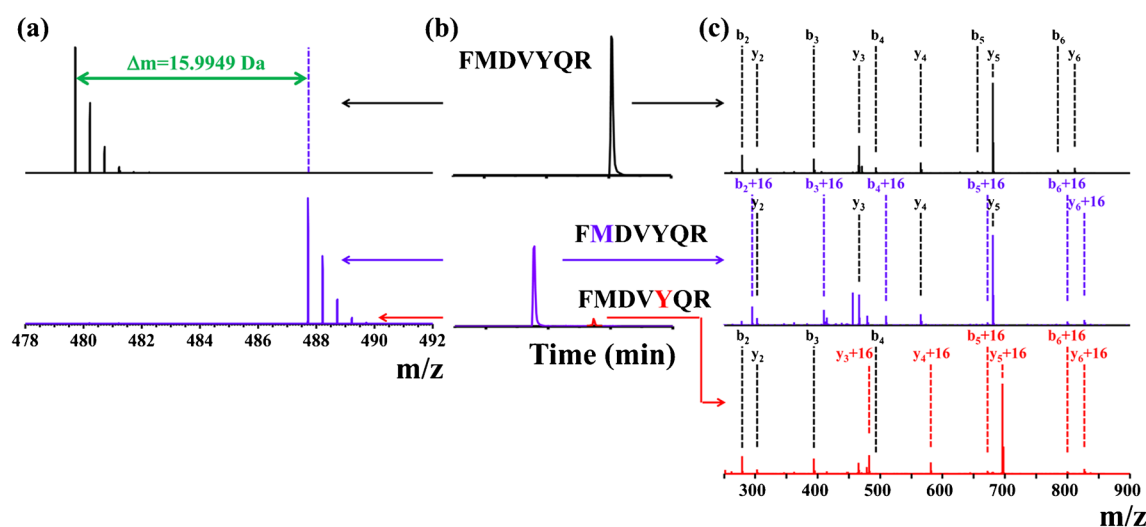 (a)
(b)
(c)
Δm=15.9949 Da
FMDVYQR
b2 b3 b4 b5 b6
y2 y3 y4 y5 y6
b2+16 b3+16 b4+16 b5+16 b6+16
y2 y3 y4 y5 y6+16
FMDVYQR
FMDVYQR
b2 b3 b4 b5+16 b6+16
y2 y3+16 y4+16 y5+16 y6+16
478 480 482 484 486 488 490 492
m/z
Time (min)
300 400 500 600 700 800 900
m/z